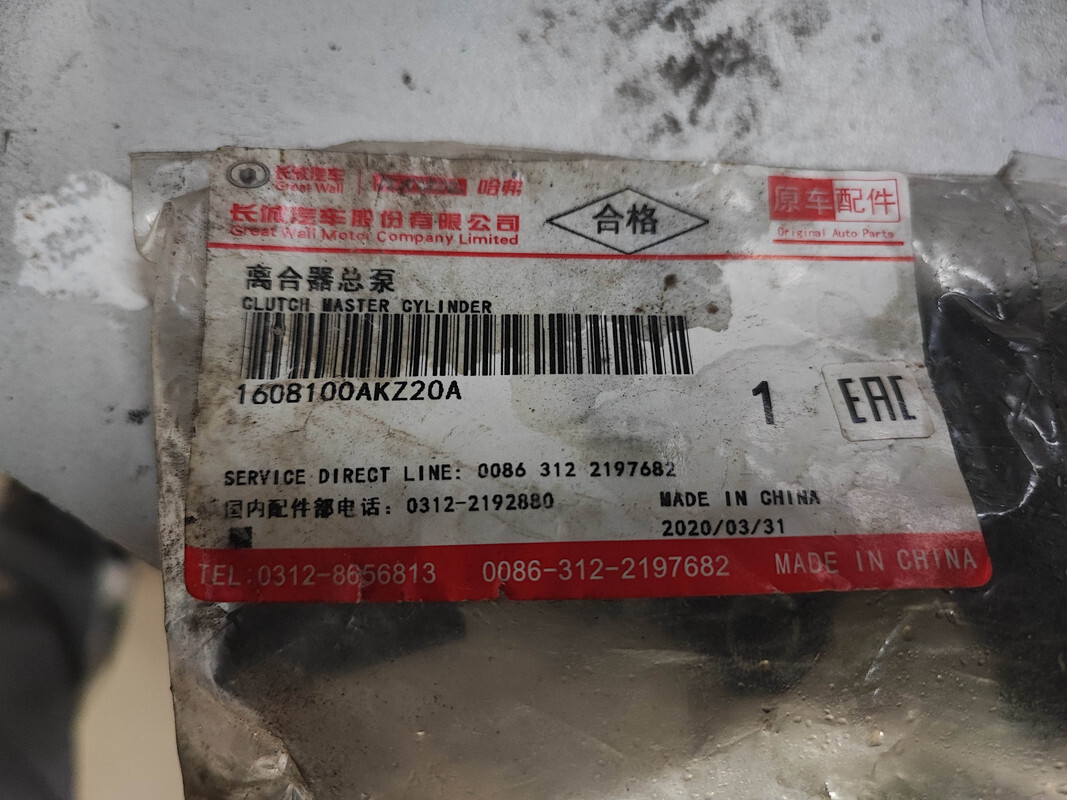 长城汽车
Great Wall
哈弗
长城汽车股份有限公司
Great Wall Motor Company Limited
合格
原车配件
Original Auto Parts
离合器总泵
CLUTCH MASTER CYLINDER
1608100AKZ20A
1
EAC
SERVICE DIRECT LINE: 0086 312 2197682
国内配件部电话: 0312-2192880
MADE IN CHINA
2020/03/31
TEL:0312-8656813 0086-312-2197682 MADE IN CHINA